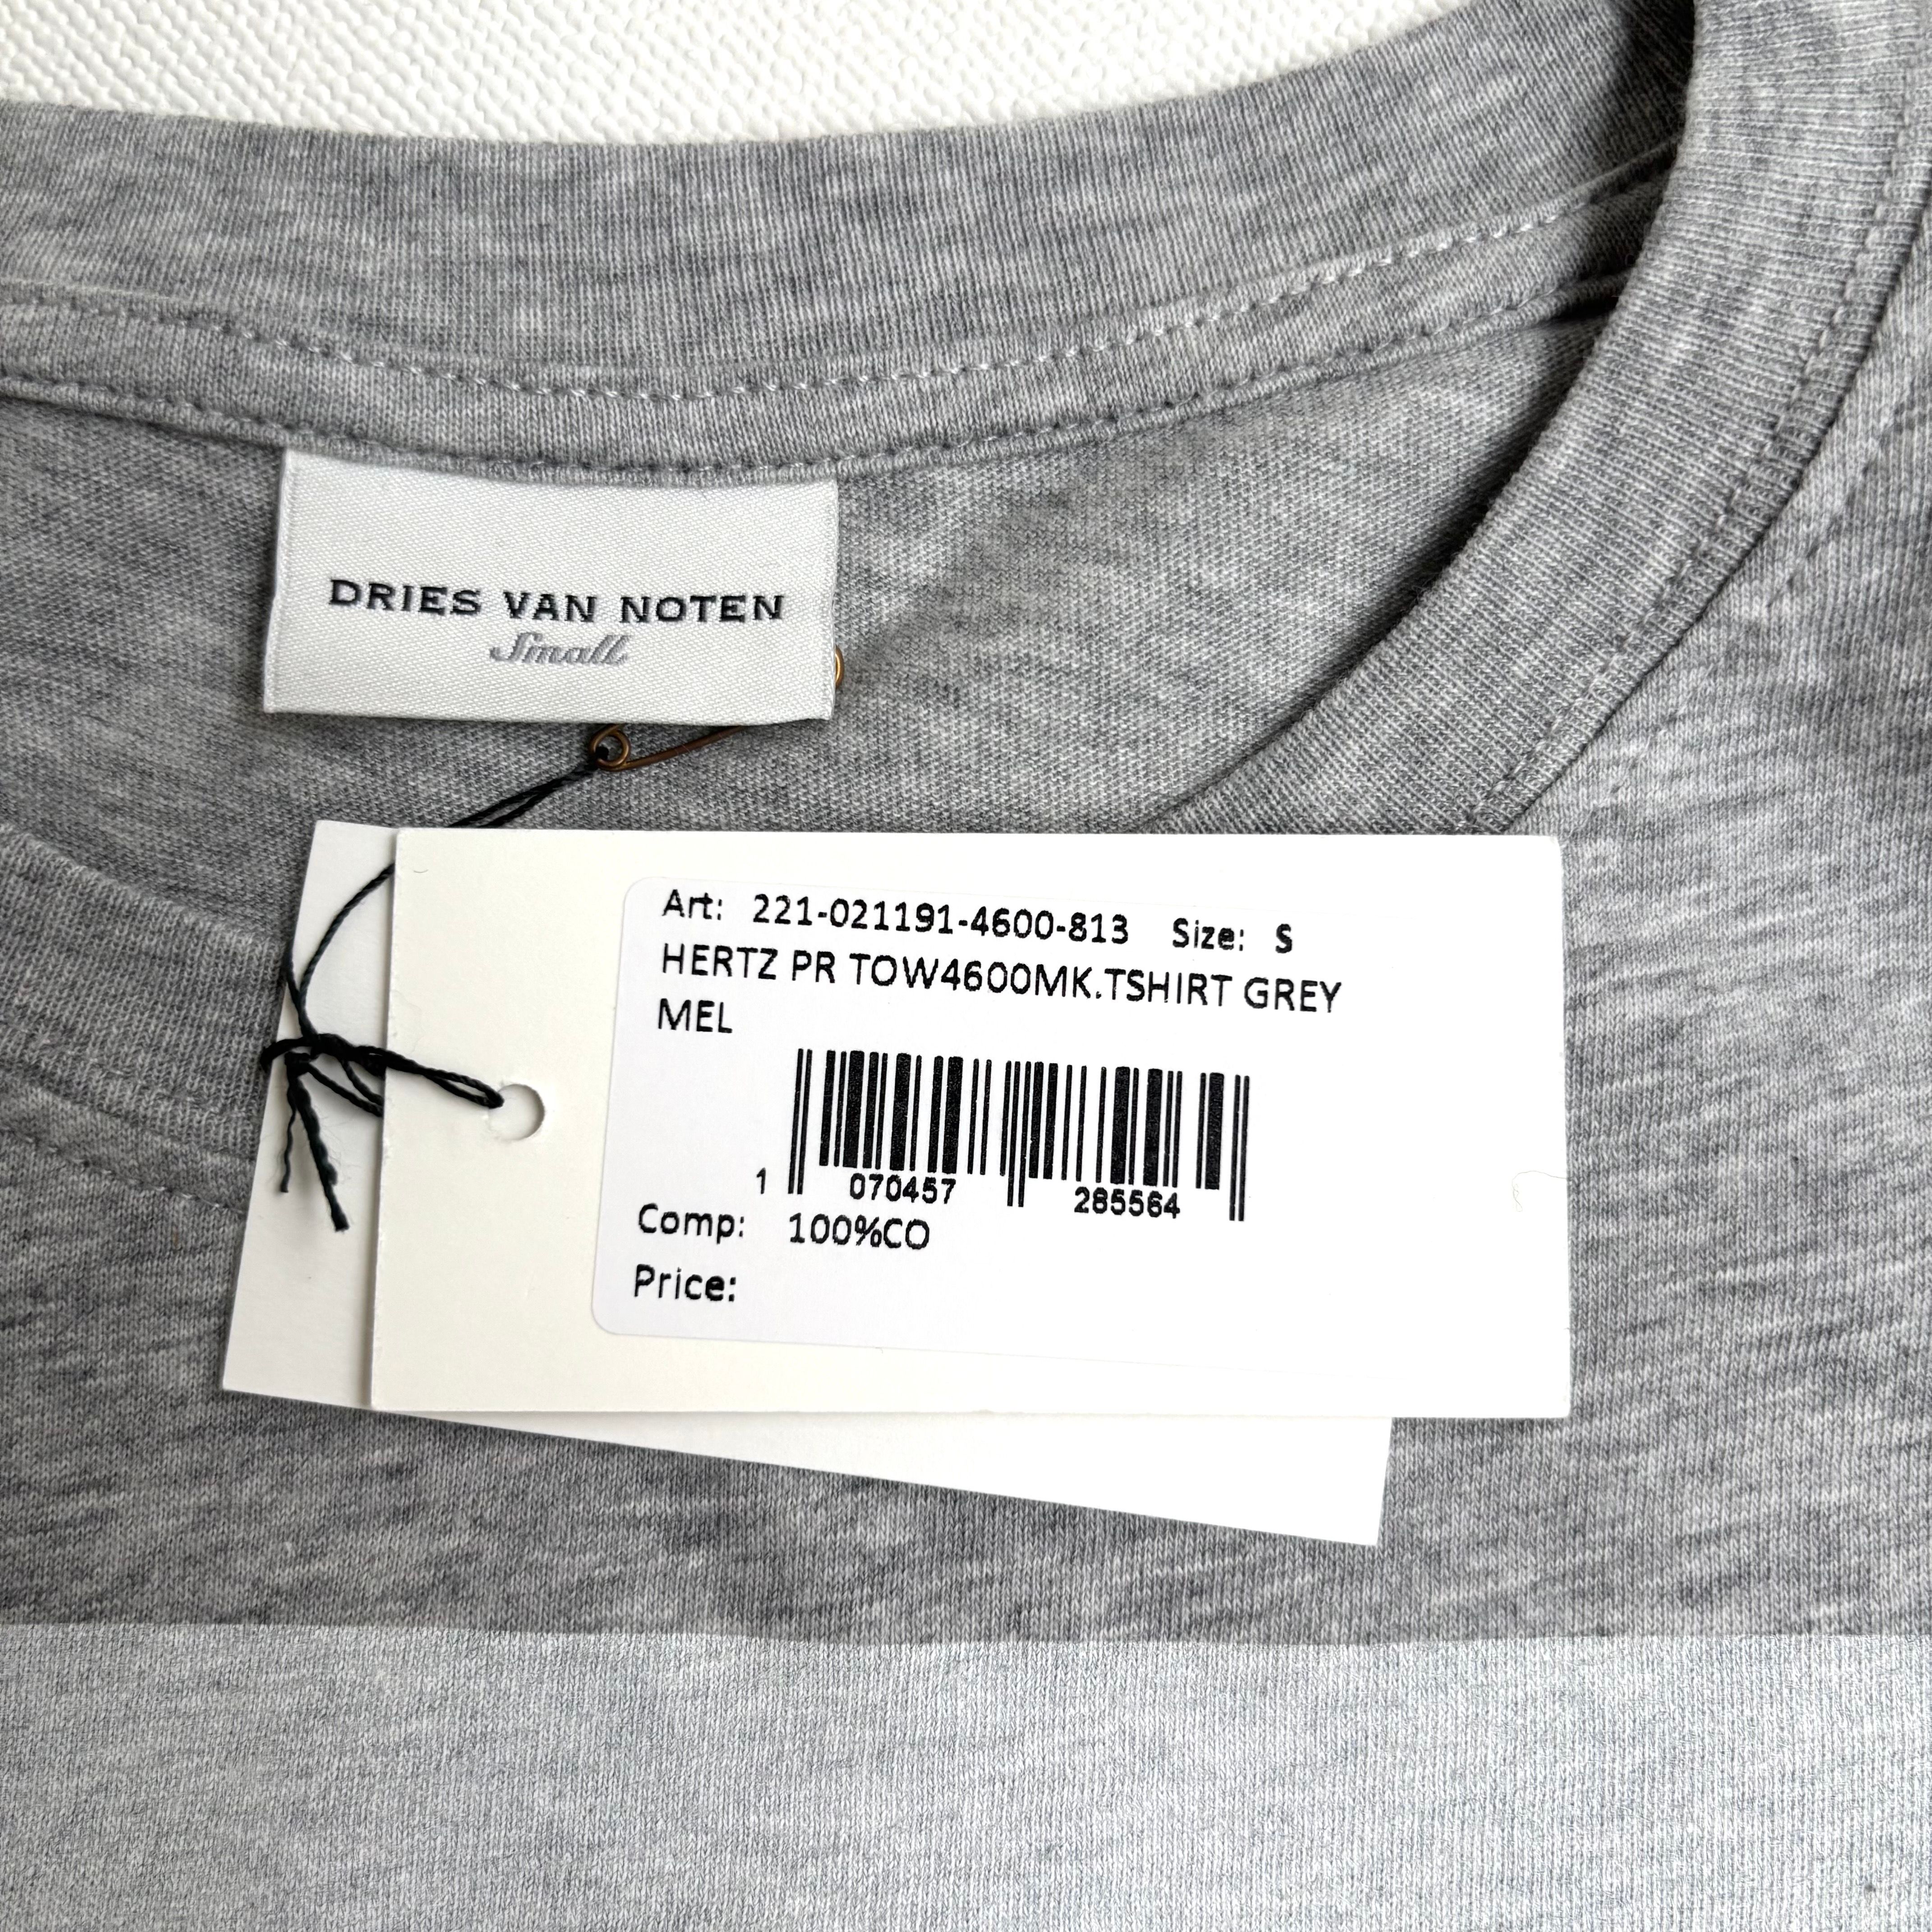 DRIES VAN NOTEN
Small
Art: 221-021191-4600-813 Size: S
HERTZ PR TOW4600MK.TSHIRT GREY
MEL
1 070457 285564
Comp: 100%CO
Price: